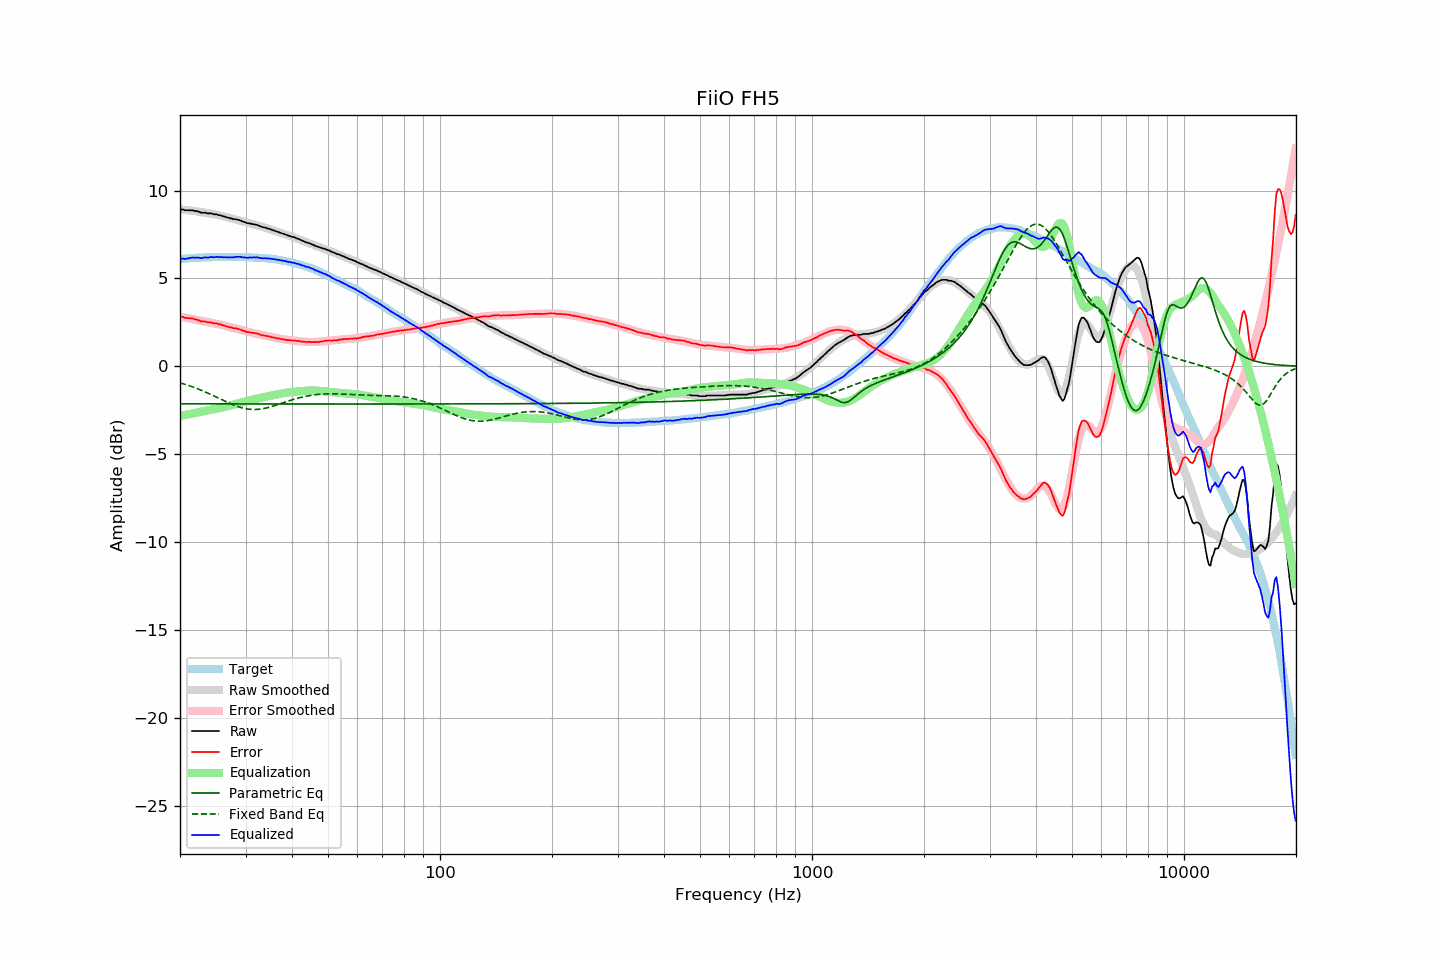 FiiO FH5
10
5
0
−5
−10
−15
−20
−25
Amplitude (dBr)
Target
Raw Smoothed
Error Smoothed
Raw
Error
Equalization
Parametric Eq
Fixed Band Eq
Equalized
100 1000 10000
Frequency (Hz)